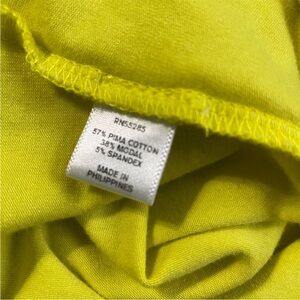 RN55285
57% PIMA COTTON
38% MODAL
5% SPANDEX
MADE IN
PHILIPPINES